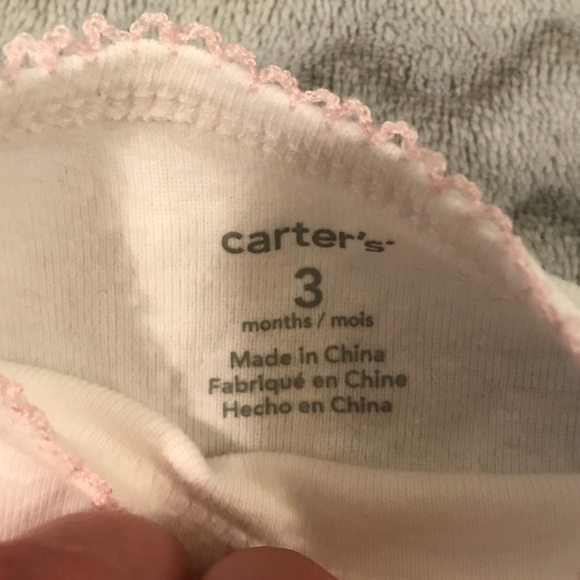 carter's
3
months / mois
Made in China
Fabriqué en Chine
Hecho en China